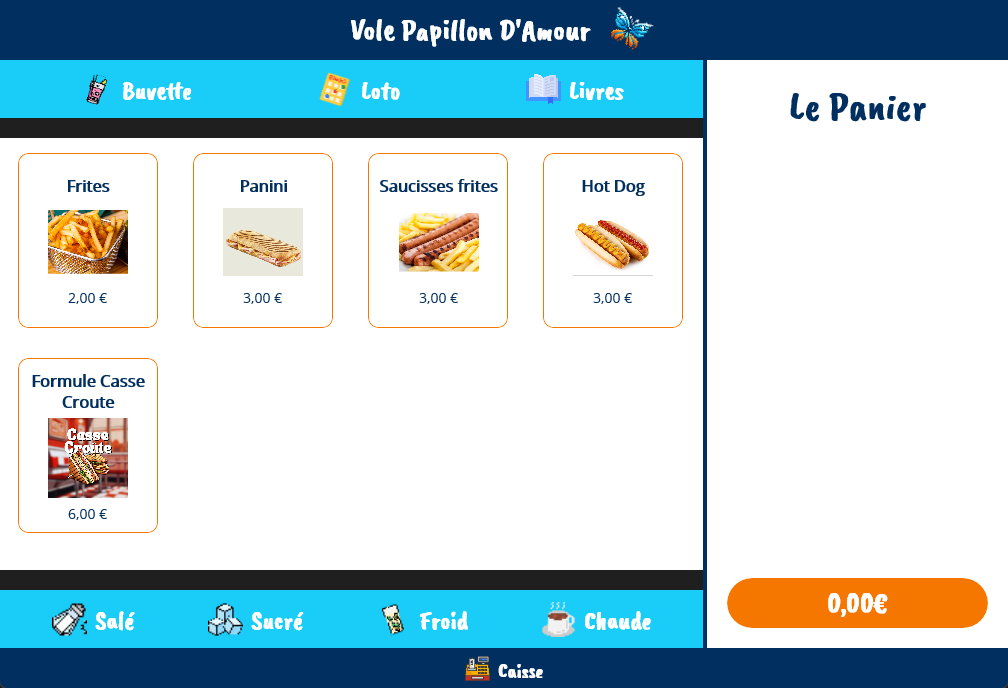 Vole Papillon D'Amour
Buvette
Loto
Livres
Le Panier
Frites
2,00 €
Panini
3,00 €
Saucisses frites
3,00 €
Hot Dog
3,00 €
Formule Casse
Croute
Casse
Croûte
6,00 €
0,00€
Salé
Sucré
Froid
Chaude
Caisse